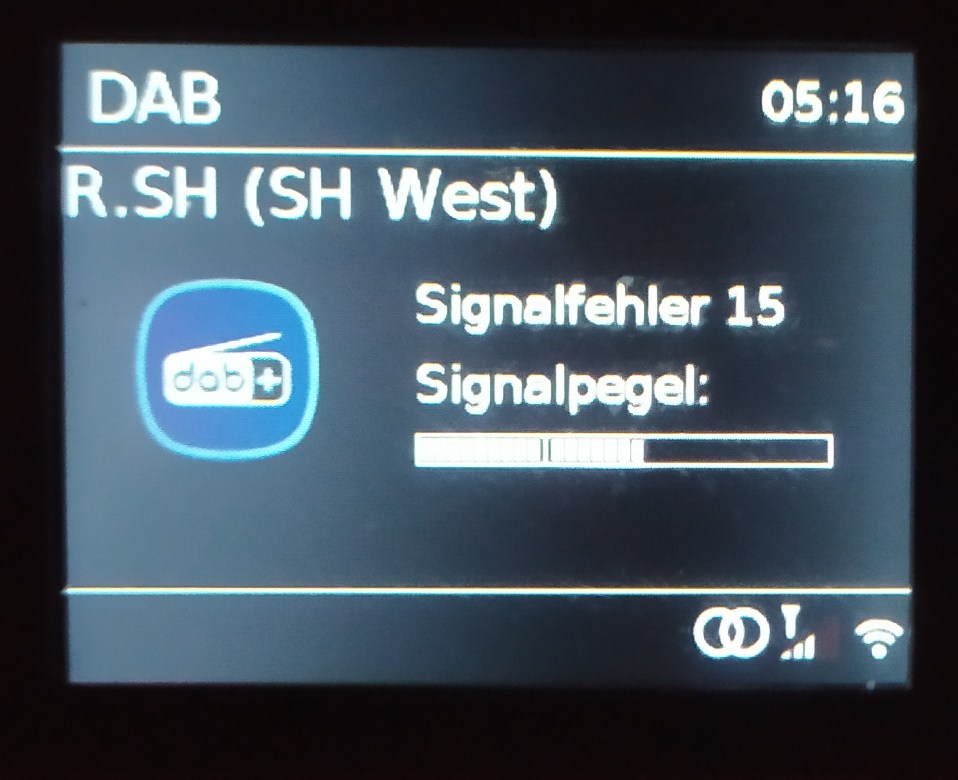 DAB
05:16
R.SH (SH West)
Signalfehler 15
dab+
Signalpegel: